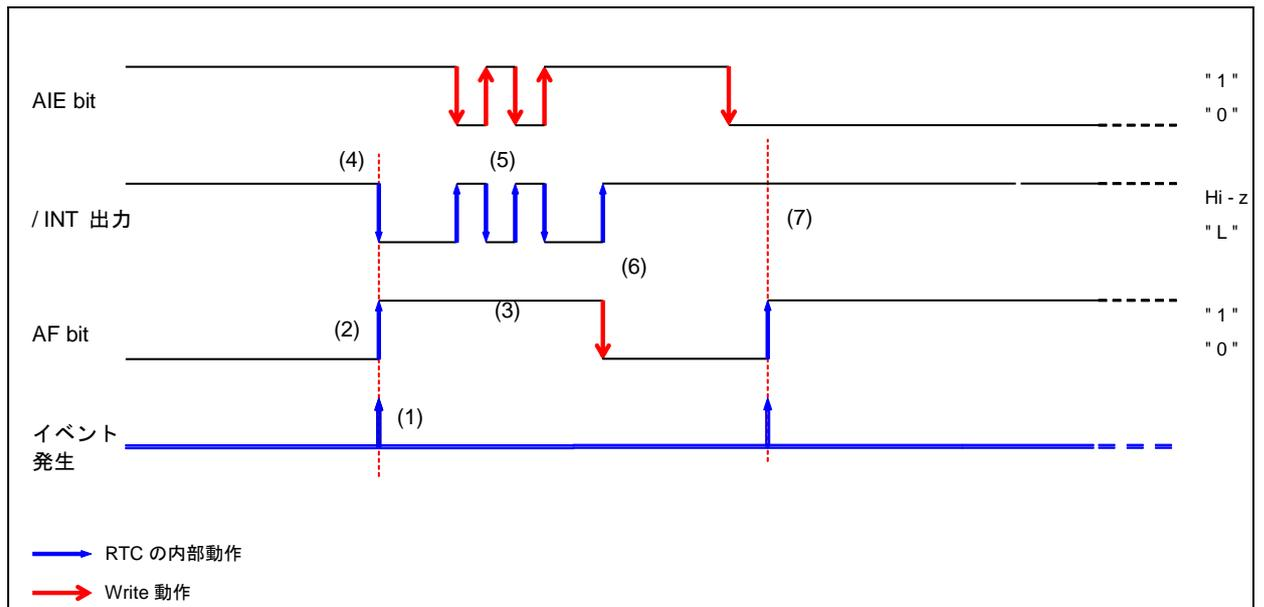 AIE bit
" 1 "
" 0 "
(4)
(5)
/ INT 出力
(7)
Hi - z
" L "
(6)
(3)
AF bit
(2)
" 1 "
" 0 "
(1)
イベント
発生
RTC の内部動作
Write 動作